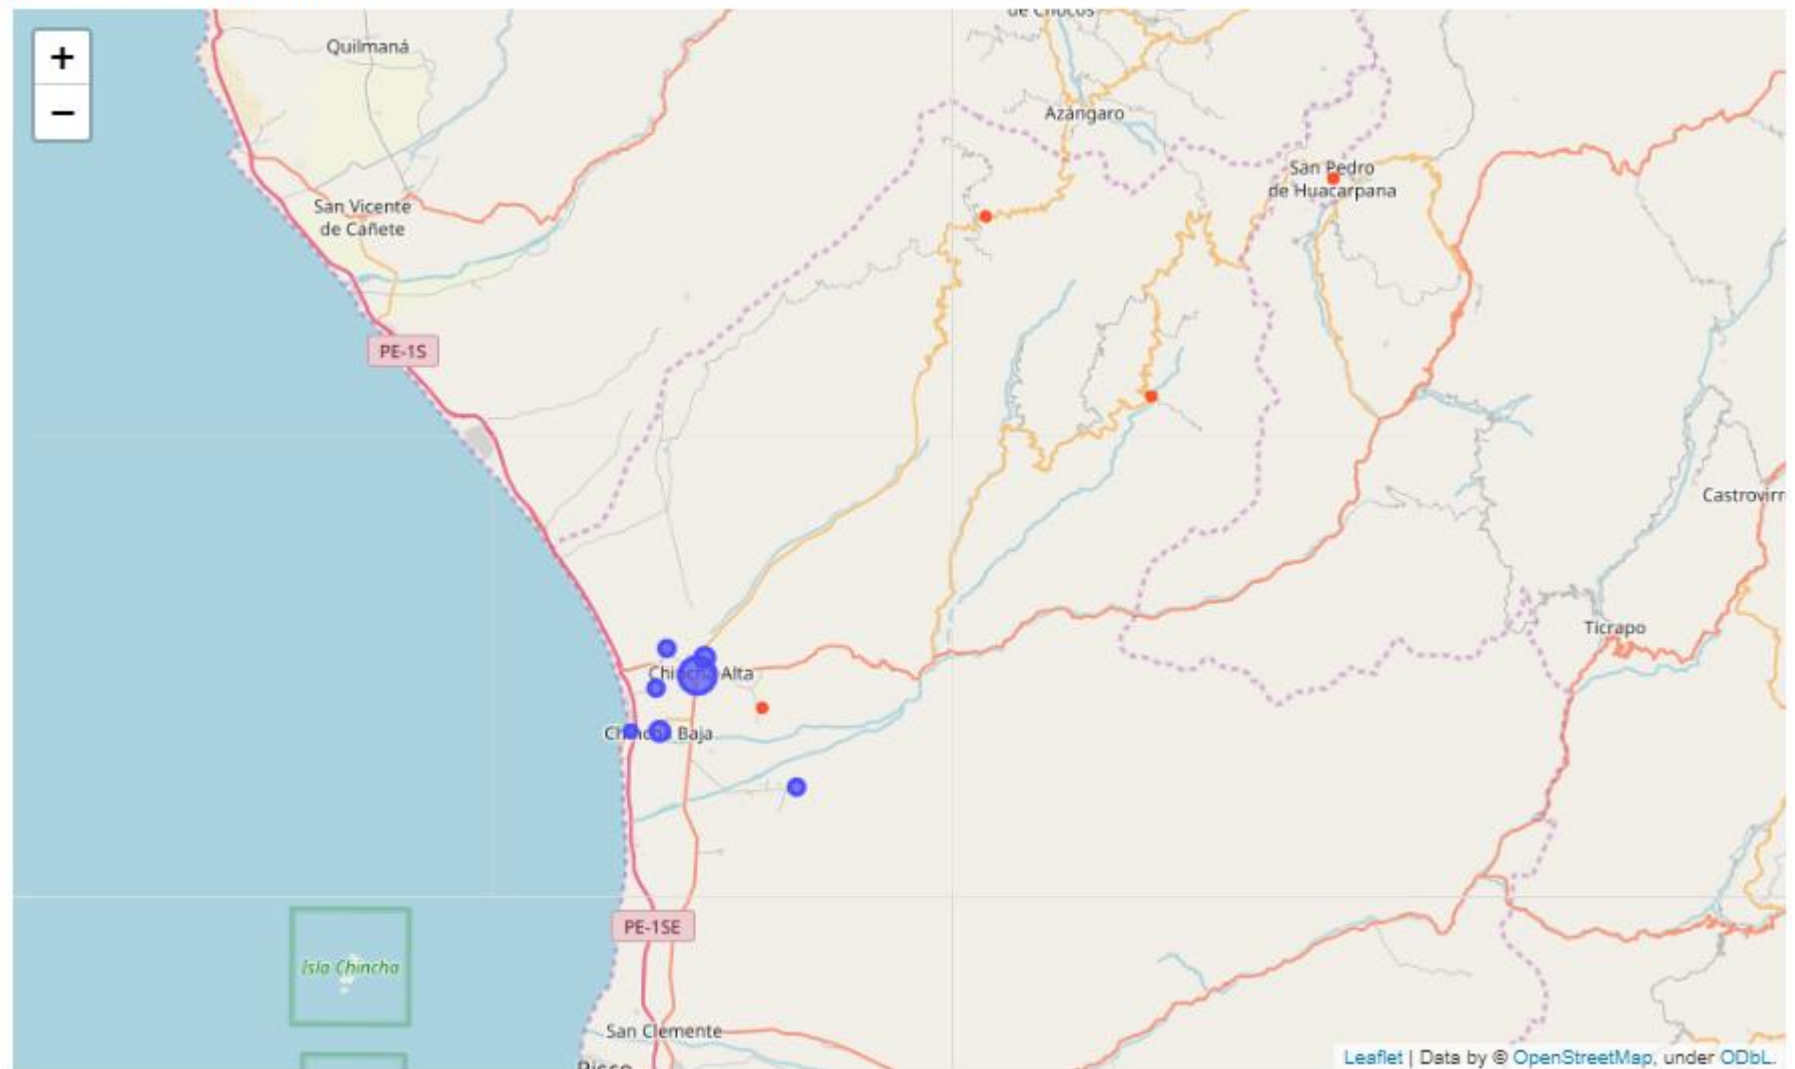 de Chocos
+
Quilmaná
−
Azángaro
San Pedro
de Huacarpana
San Vicente
de Cañete
PE-1S
Castrovirr
Ticrapo
Chincha Alta
Chincha Baja
PE-1SE
Isla Chincha
San Clemente
Pisco
Leaflet | Data by © OpenStreetMap, under ODbL.